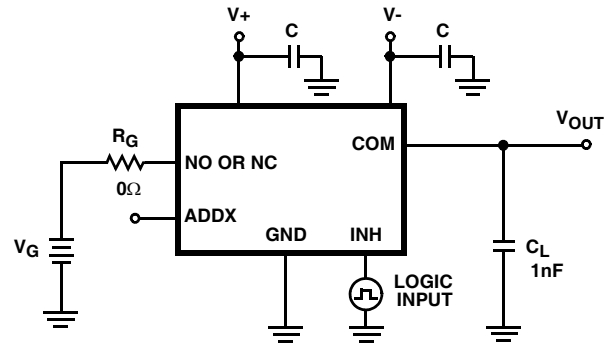 V+
C
V-
C
RG
0Ω
NO OR NC
COM
VOUT
ADDX
VG
GND
INH
LOGIC
INPUT
CL
1nF